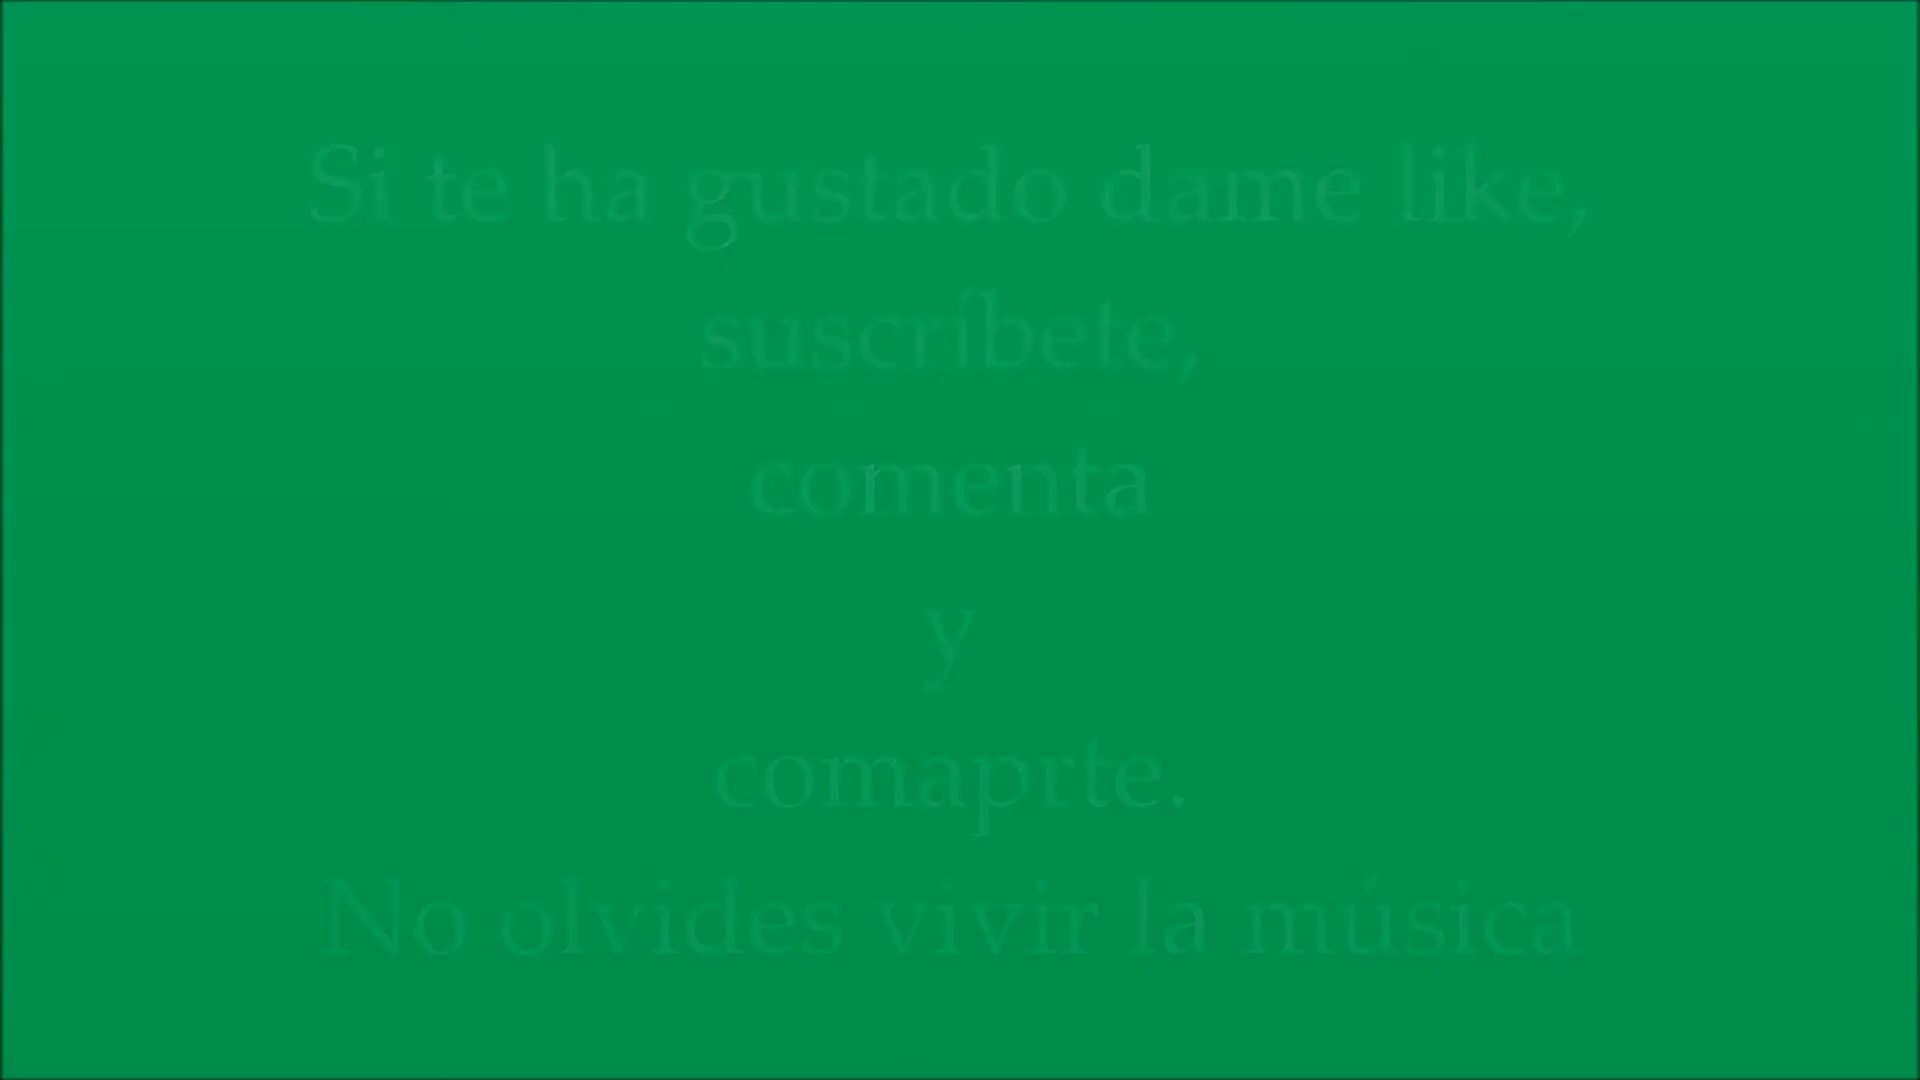 Si te ha gustado dame like,
suscríbete,
comenta
y
comaprte.
No olvides vivir la música